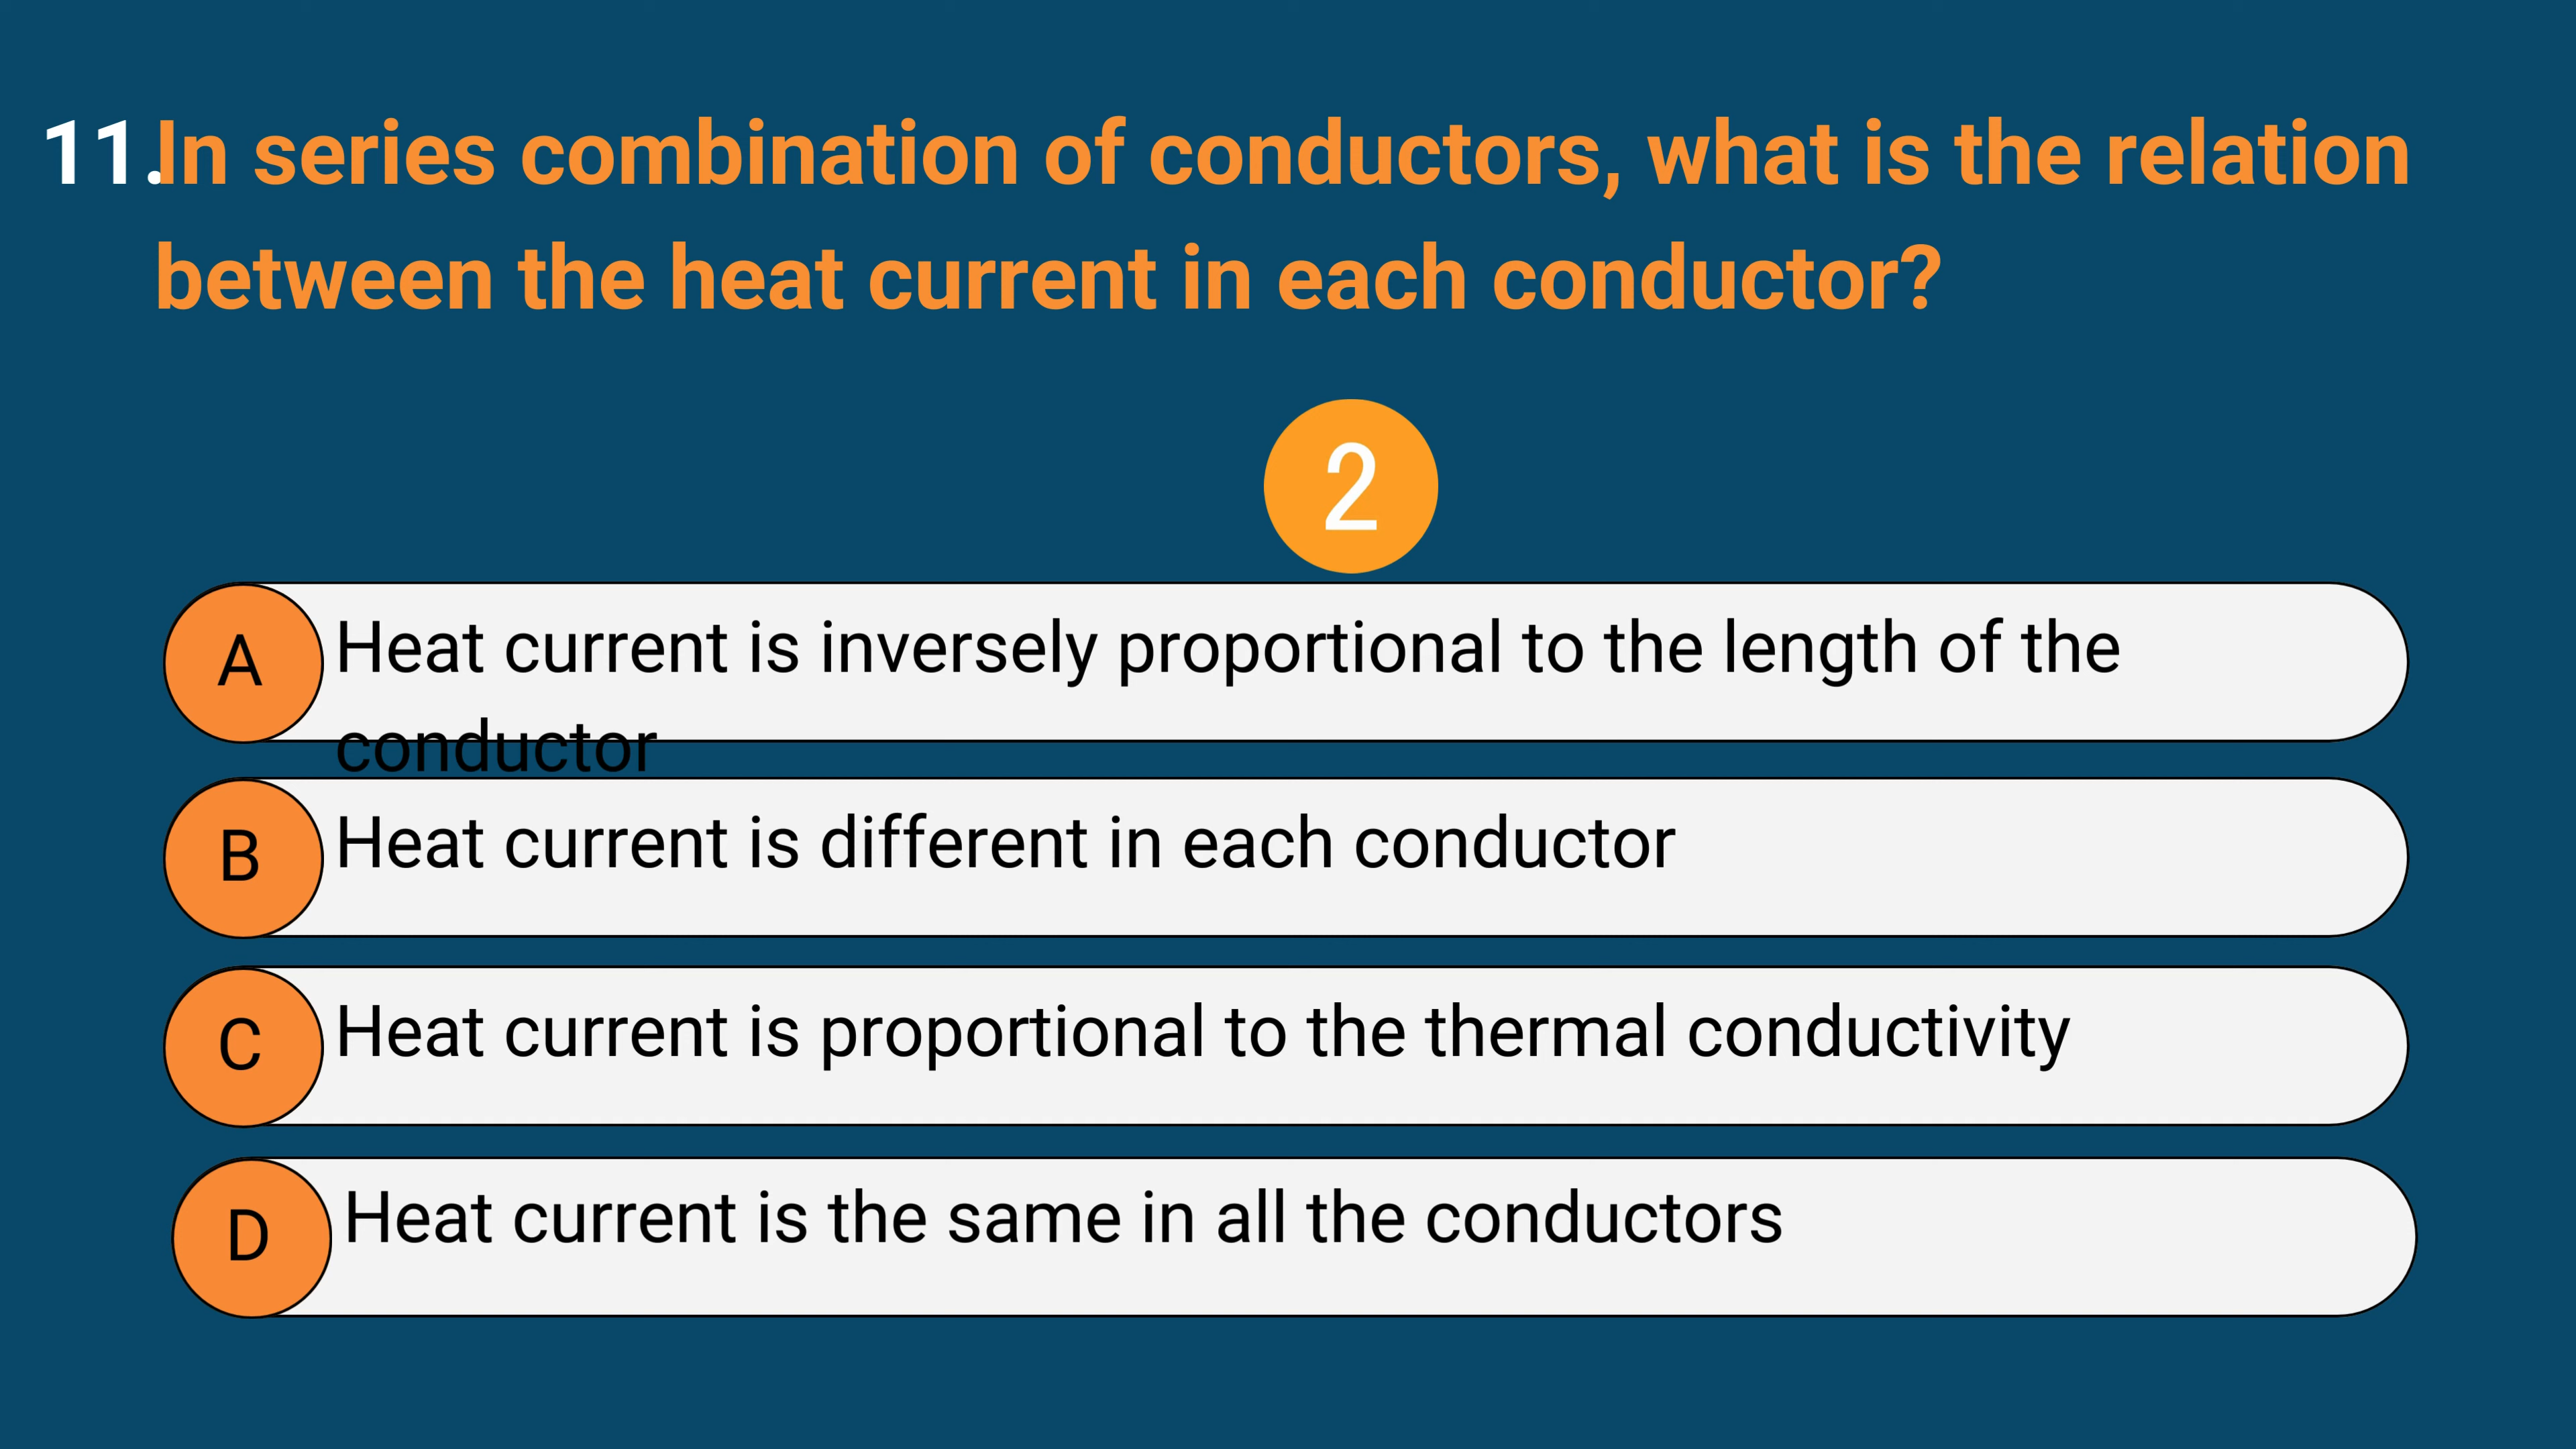 11.In series combination of conductors, what is the relation
between the heat current in each conductor?
2
A Heat current is inversely proportional to the length of the
conductor
B Heat current is different in each conductor
C Heat current is proportional to the thermal conductivity
D Heat current is the same in all the conductors